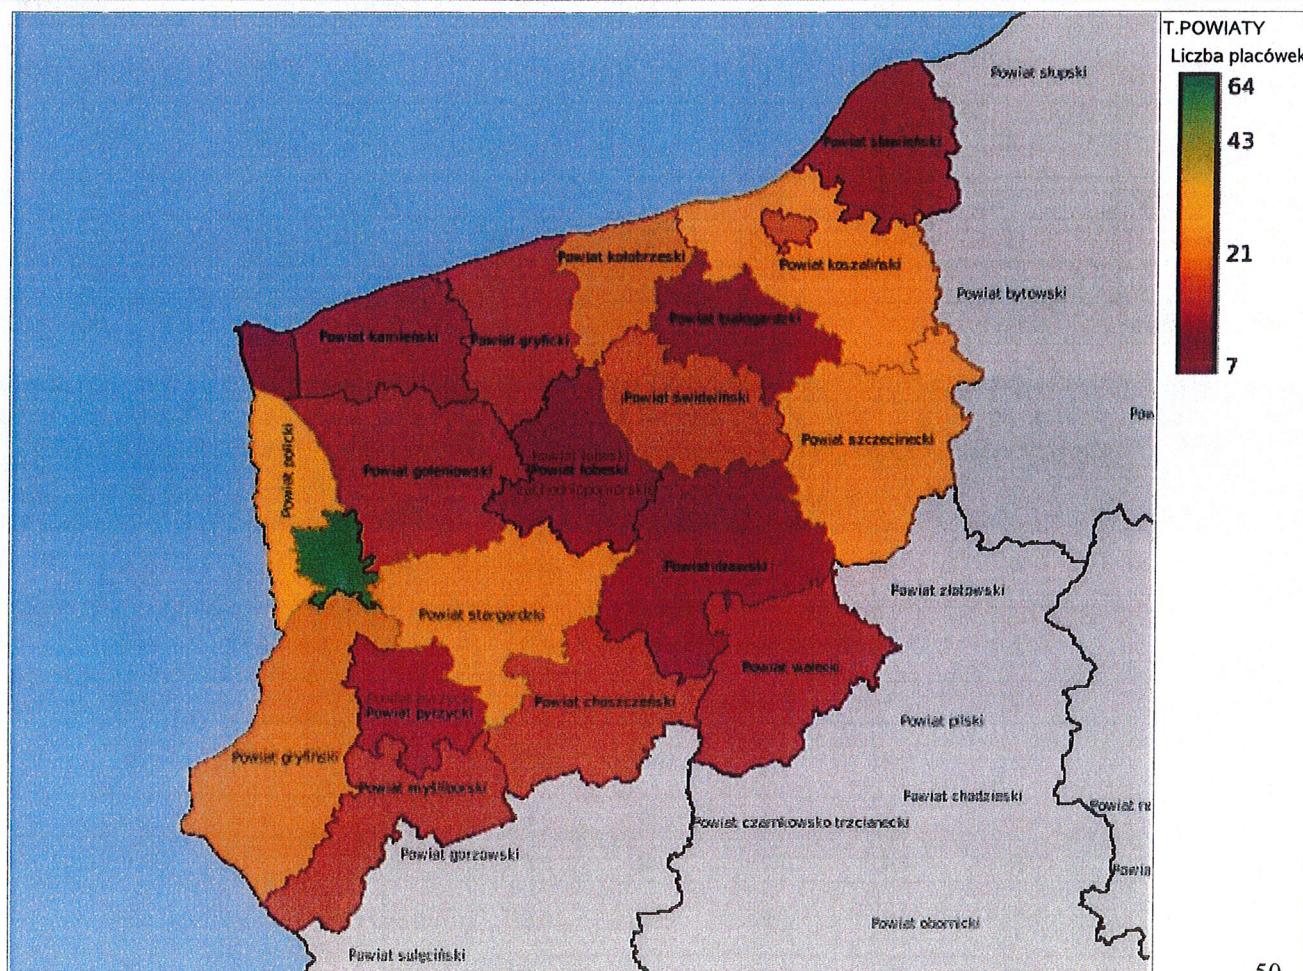 T.POWIATY
Liczba placówek
64
43
21
7
Powiat słupski
Powiat sławieński
Powiat kołobrzeski
Powiat koszaliński
Powiat bytowski
Powiat białogardzki
Powiat kamieński
Powiat gryficki
Powiat świdwiński
Powiat szczecinecki
Powiat policki
Powiat goleniowski
Powiat łobeski
zachodniopomorskie
Powiat drawski
Powiat złotowski
Powiat stargardzki
Powiat wałecki
Powiat choszczeński
Powiat pyrzycki
Powiat pilski
Powiat gryfiński
Powiat myśliborski
Powiat chodzieski
Powiat czarnkowsko trzcianecki
Powiat gorzowski
Powiat obornicki
Powiat sulęciński
50